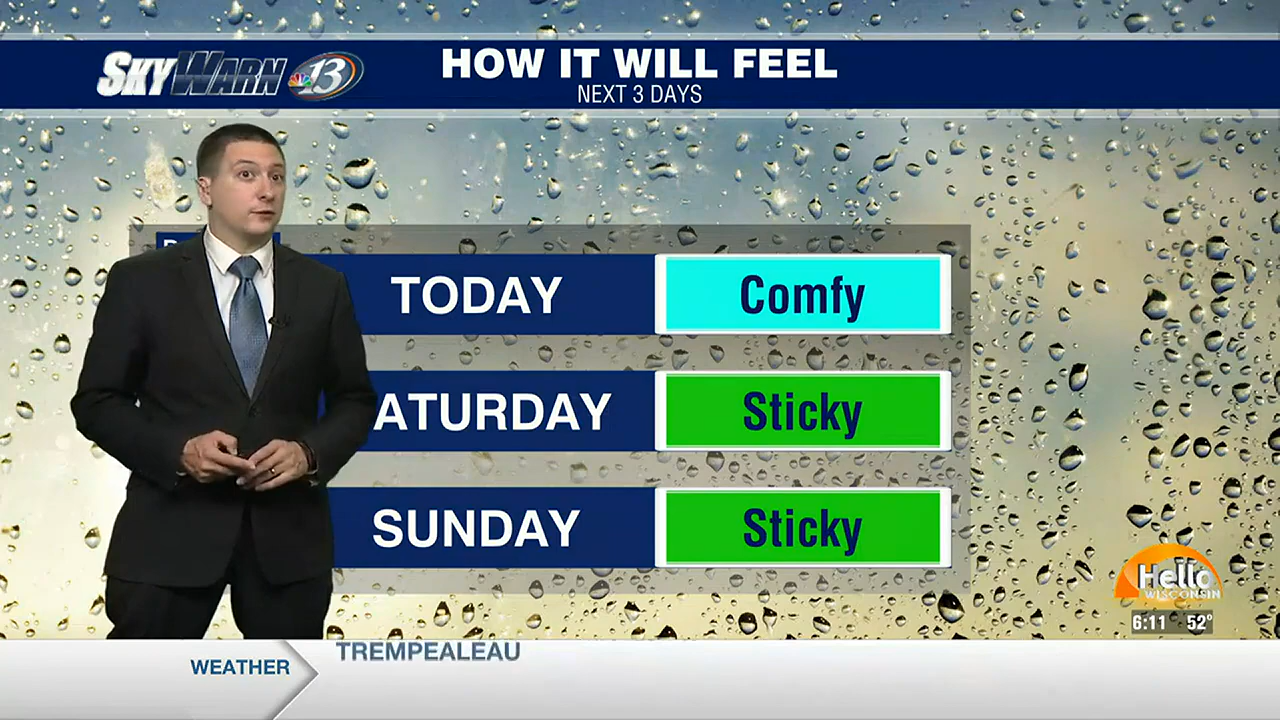 SKYWARN 13
HOW IT WILL FEEL
NEXT 3 DAYS
TODAY
Comfy
ATURDAY
Sticky
SUNDAY
Sticky
Hello
WISCONSIN
6:11 52°
WEATHER
TREMPEALEAU